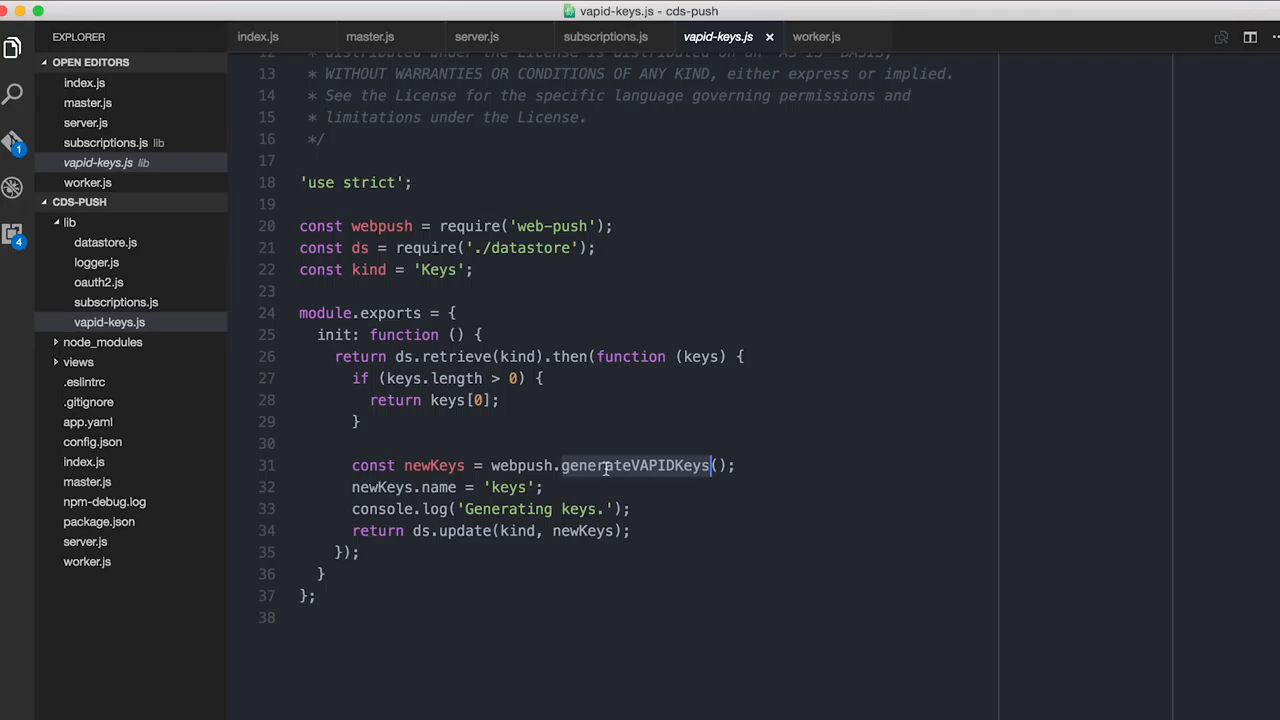 vapid-keys.js - cds-push
EXPLORER
index.js
master.js
server.js
subscriptions.js
vapid-keys.js
worker.js
OPEN EDITORS
index.js
master.js
server.js
subscriptions.js lib
vapid-keys.js lib
worker.js
CDS-PUSH
lib
datastore.js
logger.js
oauth2.js
subscriptions.js
vapid-keys.js
node_modules
views
.eslintrc
.gitignore
app.yaml
config.json
index.js
master.js
npm-debug.log
package.json
server.js
worker.js
1
4
12 * distributed under the License is distributed on an "AS IS" BASIS,
13 * WITHOUT WARRANTIES OR CONDITIONS OF ANY KIND, either express or implied.
14 * See the License for the specific language governing permissions and
15 * limitations under the License.
16 */
17
18 'use strict';
19
20 const webpush = require('web-push');
21 const ds = require('./datastore');
22 const kind = 'Keys';
23
24 module.exports = {
25 init: function () {
26 return ds.retrieve(kind).then(function (keys) {
27 if (keys.length > 0) {
28 return keys[0];
29 }
30
31 const newKeys = webpush.generateVAPIDKeys();
32 newKeys.name = 'keys';
33 console.log('Generating keys.');
34 return ds.update(kind, newKeys);
35 });
36 }
37 };
38